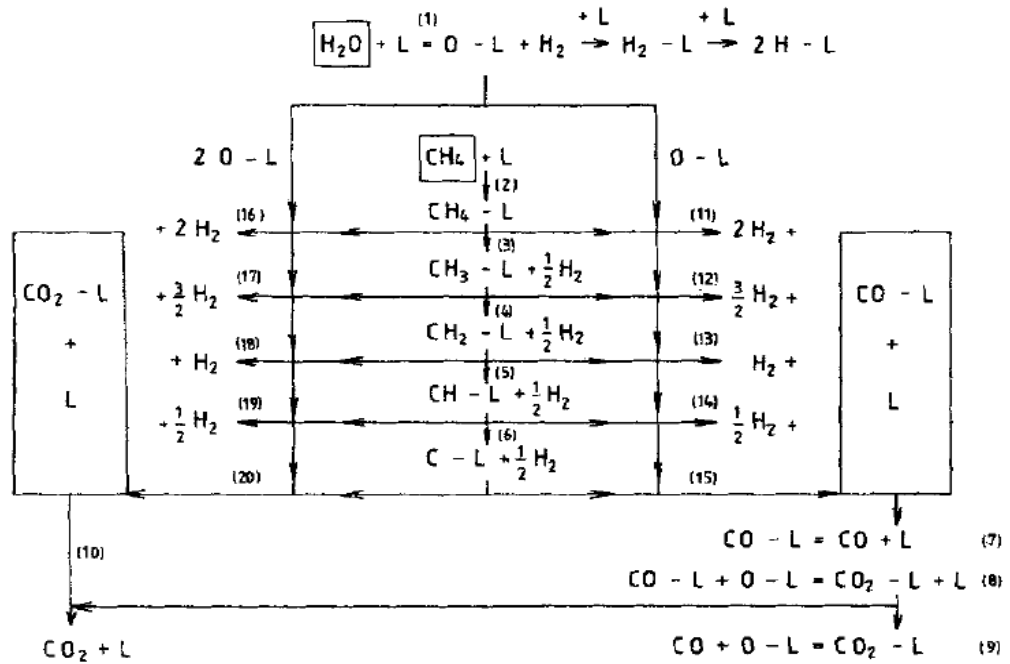 (1) + L + L
H₂O + L = O – L + H₂ → H₂ – L → 2 H – L
2 O – L CH₄ + L O – L
(2)
+ 2 H₂ (16) CH₄ – L (11) 2 H₂ +
(3)
CO₂ – L + 3/2 H₂ (17) CH₃ – L + 1/2 H₂ (12) 3/2 H₂ + CO – L
(4)
+ + H₂ (18) CH₂ – L + 1/2 H₂ (13) H₂ + +
(5)
L + 1/2 H₂ (19) CH – L + 1/2 H₂ (14) 1/2 H₂ + L
(6)
C – L + 1/2 H₂
(20) (15)
(10) CO – L = CO + L (7)
CO – L + O – L = CO₂ – L + L (8)
CO₂ + L CO + O – L = CO₂ – L (9)